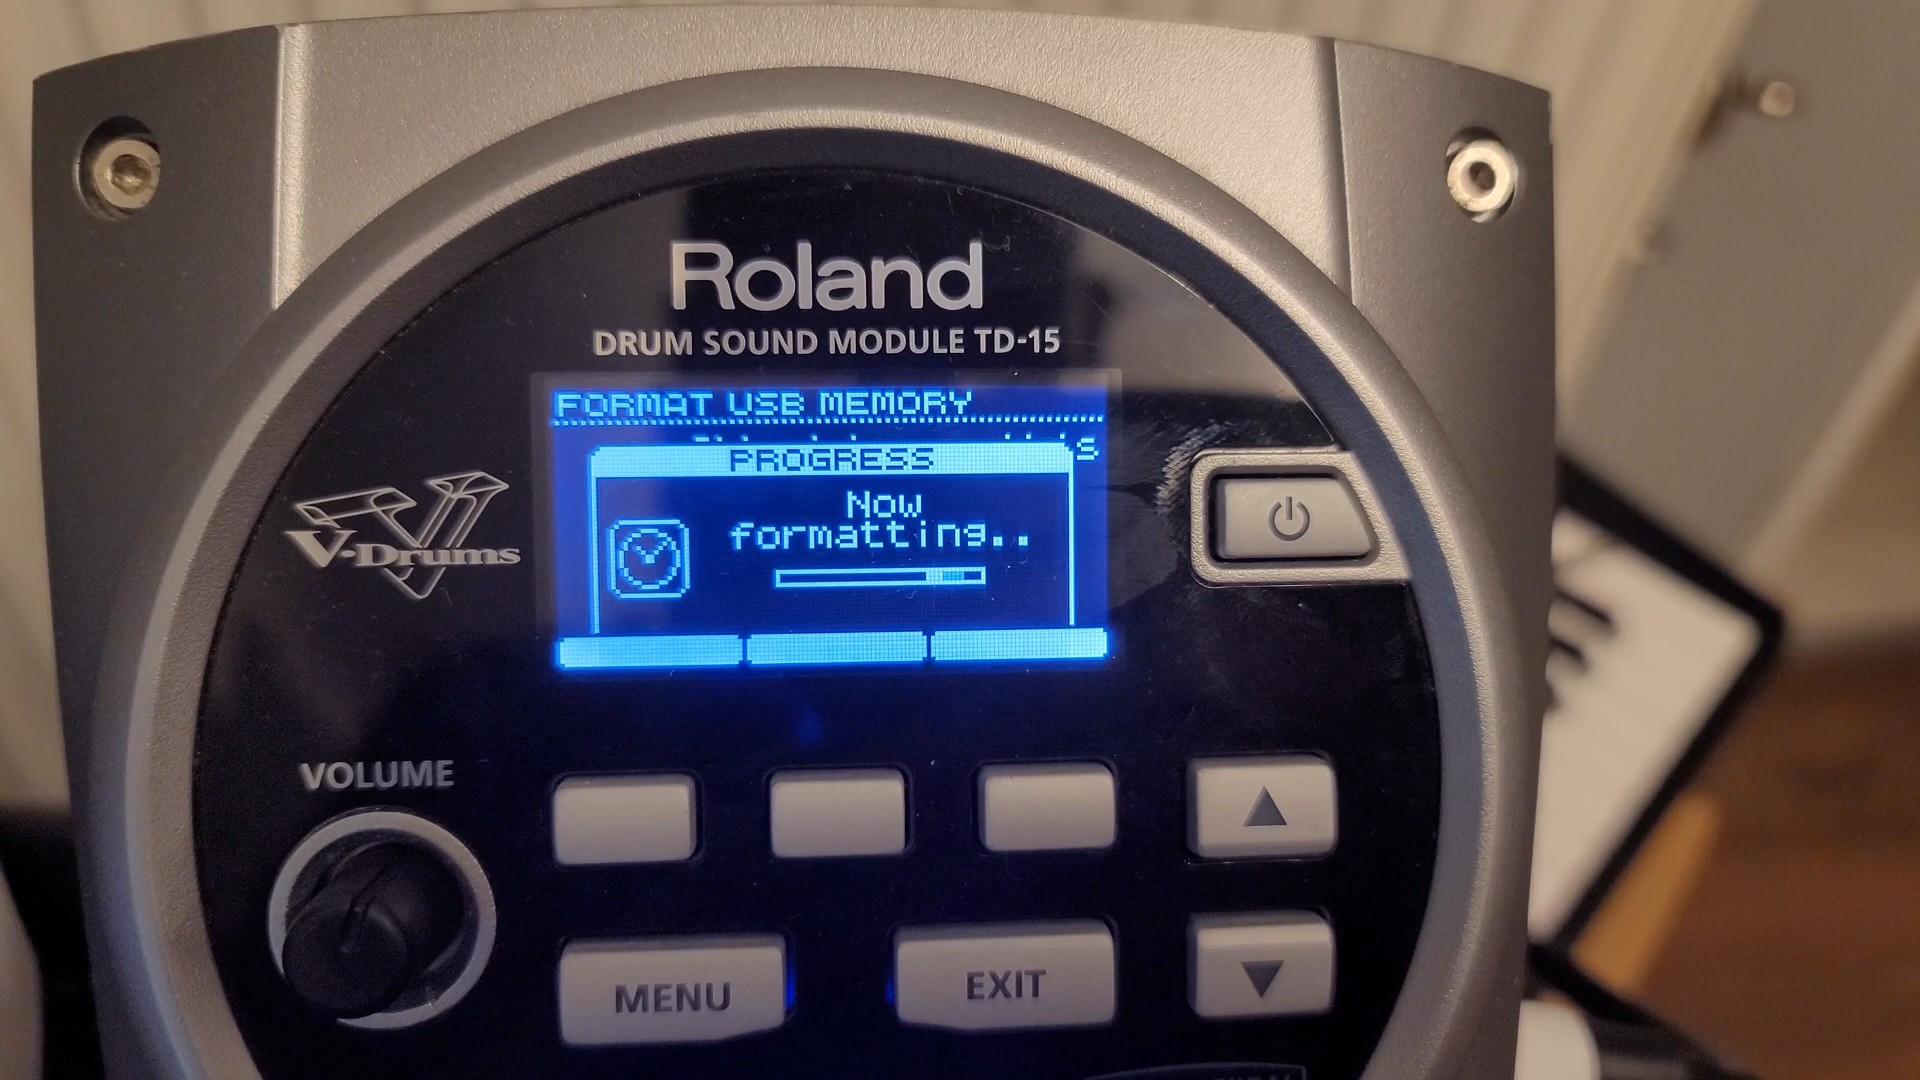 Roland
DRUM SOUND MODULE TD-15
FORMAT USB MEMORY
s
PROGRESS
Now
formatting..
V-Drums
VOLUME
MENU
EXIT